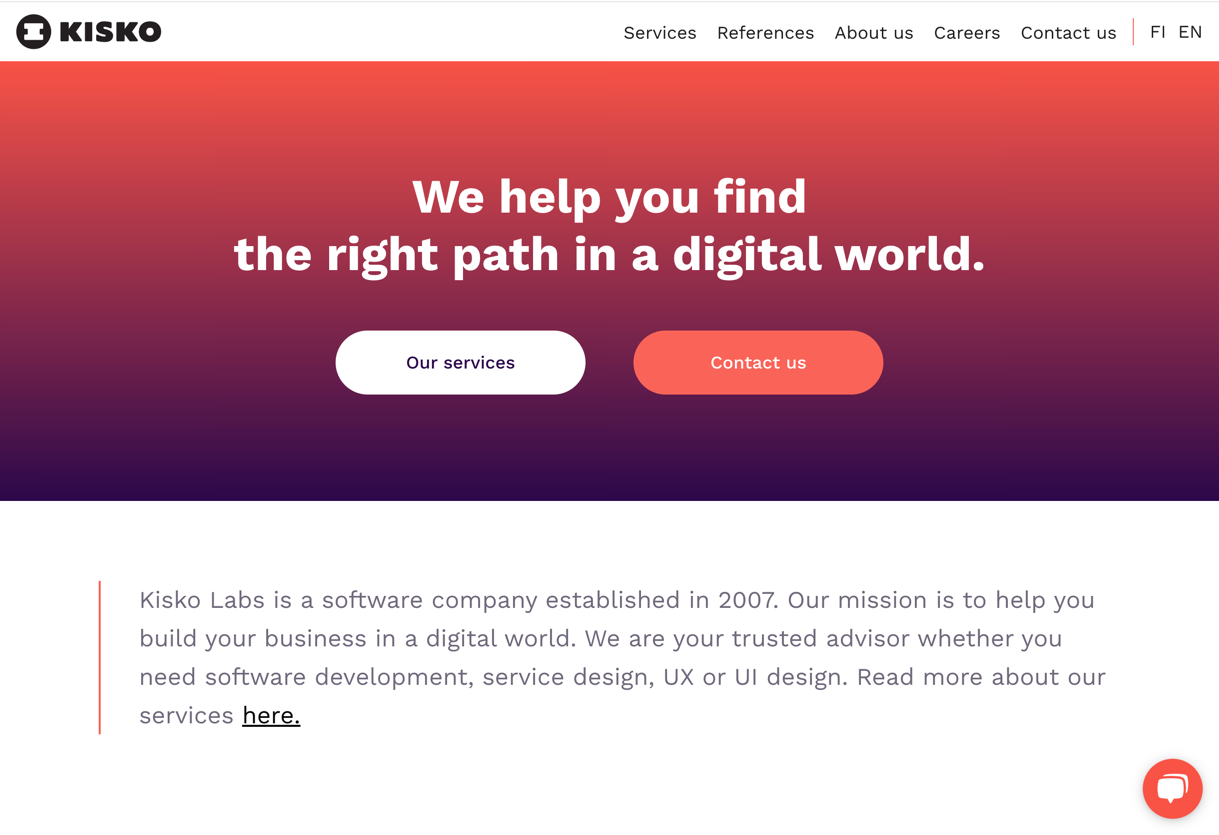 KISKO
Services References About us Careers Contact us FI EN
We help you find
the right path in a digital world.
Our services
Contact us
Kisko Labs is a software company established in 2007. Our mission is to help you
build your business in a digital world. We are your trusted advisor whether you
need software development, service design, UX or UI design. Read more about our
services here.